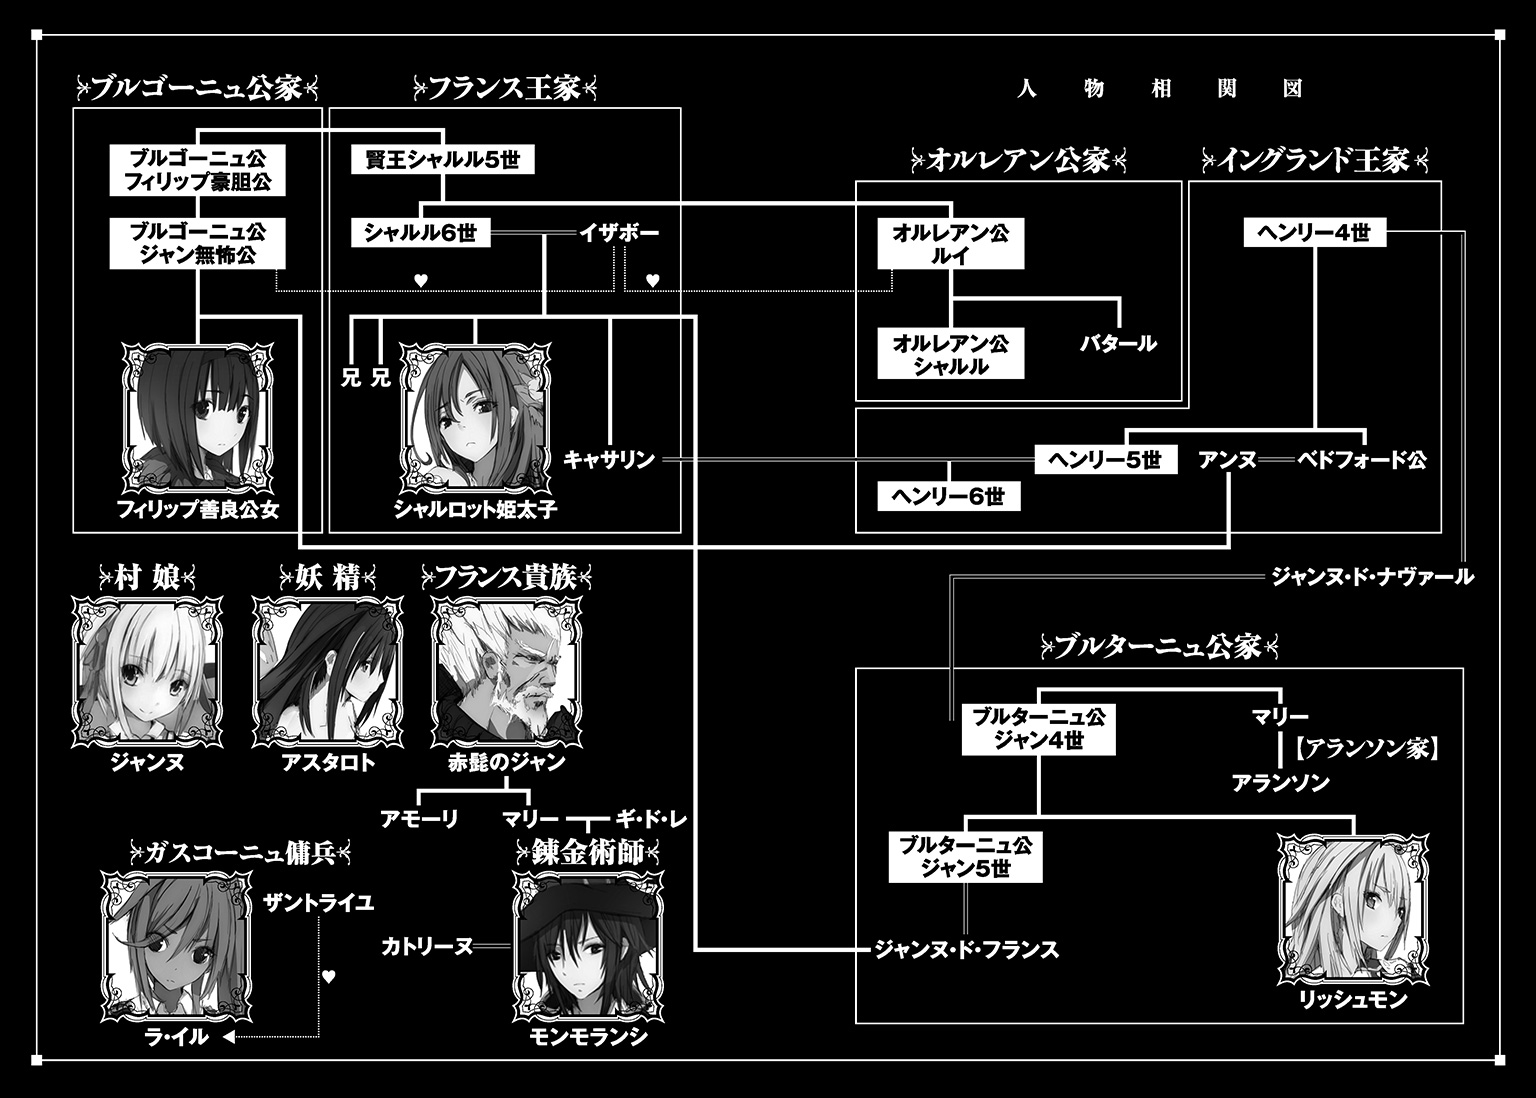 人物相関図
ブルゴーニュ公家
ブルゴーニュ公
フィリップ豪胆公
ブルゴーニュ公
ジャン無怖公
フィリップ善良公女
フランス王家
賢王シャルル5世
シャルル6世
イザボー
♥
♥
兄
兄
シャルロット姫太子
キャサリン
オルレアン公家
オルレアン公
ルイ
オルレアン公
シャルル
バタール
イングランド王家
ヘンリー4世
ヘンリー5世
アンヌ
ベドフォード公
ヘンリー6世
ジャンヌ・ド・ナヴァール
村娘
ジャンヌ
妖精
アスタロト
フランス貴族
赤髭のジャン
アモーリ
マリー
ギ・ド・レ
ブルターニュ公家
ブルターニュ公
ジャン4世
マリー
【アランソン家】
アランソン
ブルターニュ公
ジャン5世
ジャンヌ・ド・フランス
リッシュモン
ガスコーニュ傭兵
ザントライユ
♥
ラ・イル
錬金術師
カトリーヌ
モンモランシ